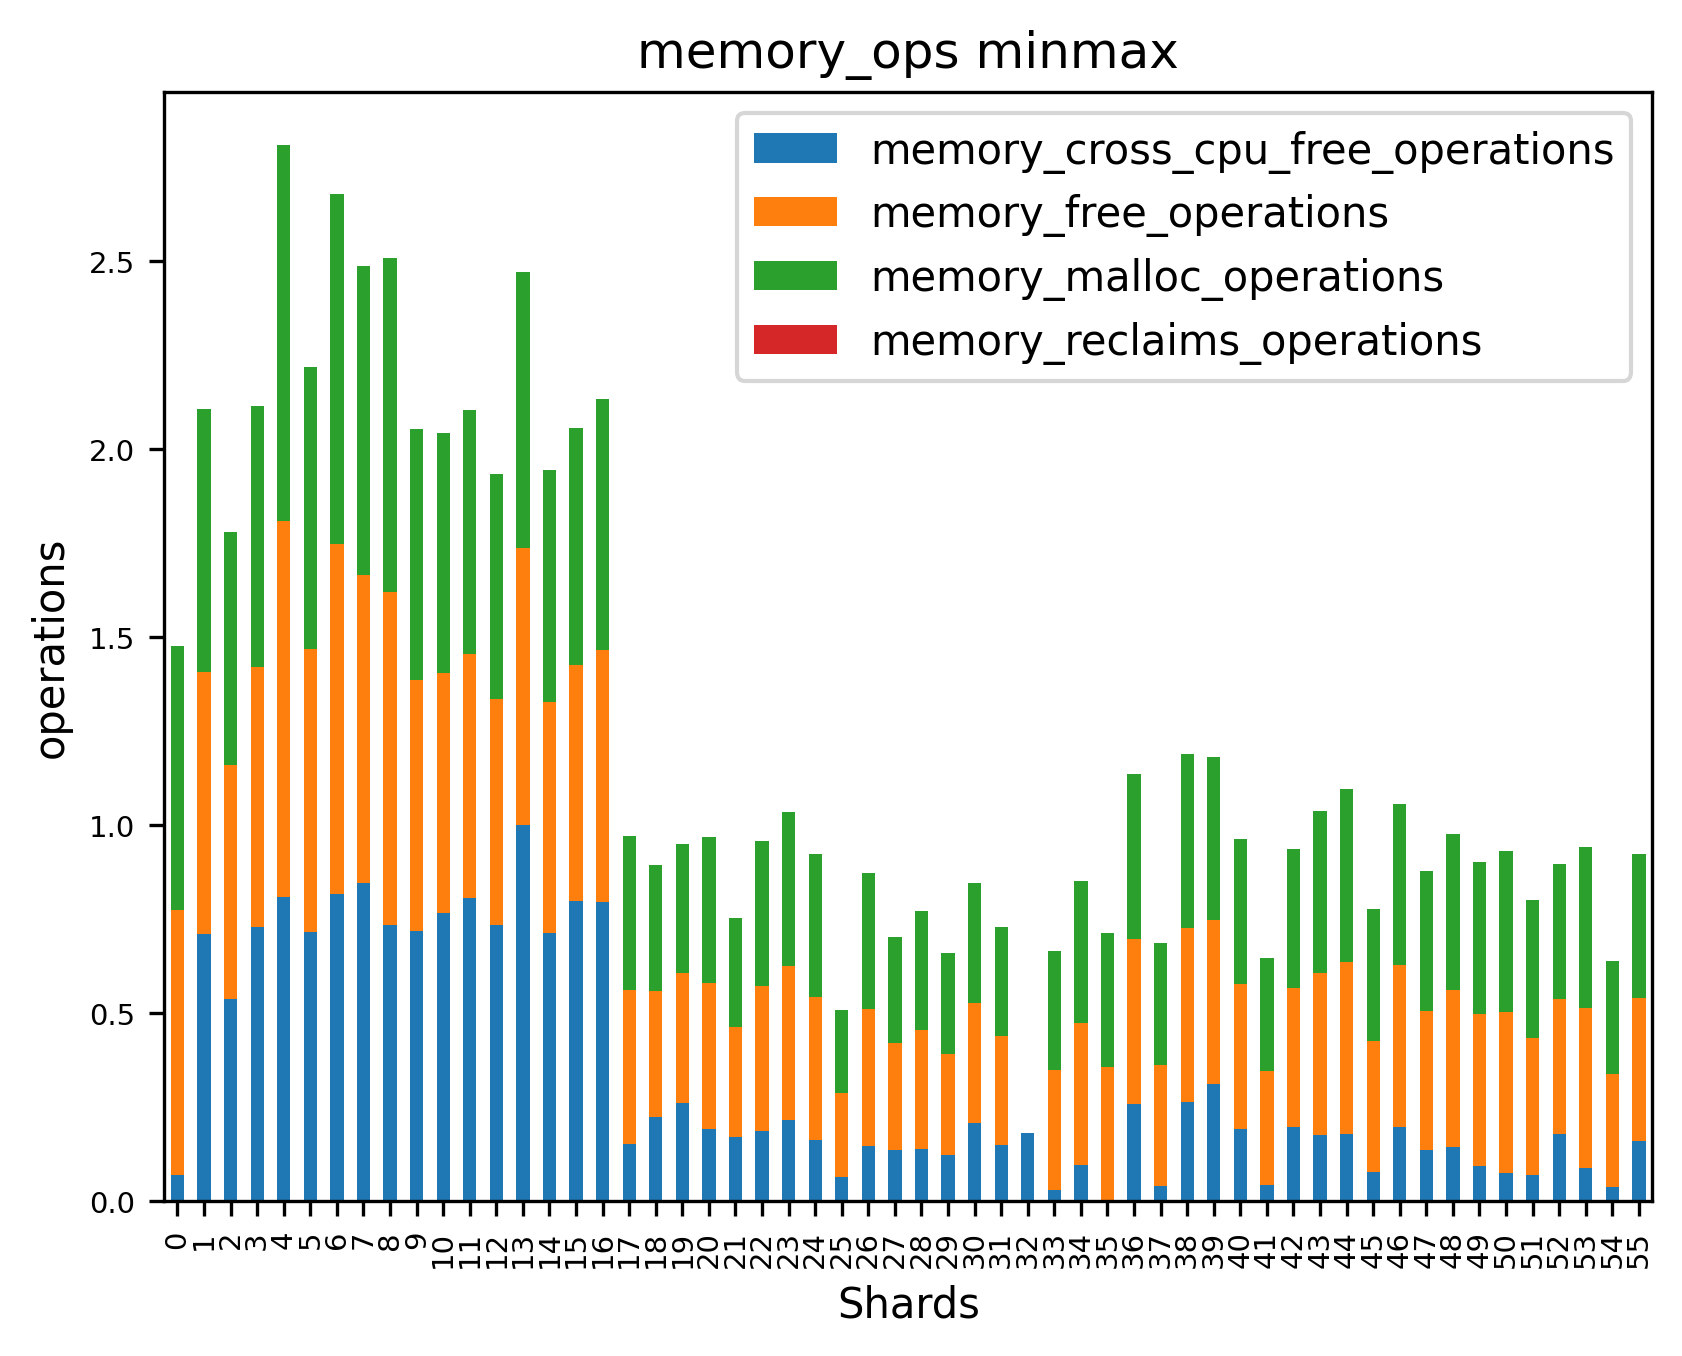 memory_ops minmax
memory_cross_cpu_free_operations
memory_free_operations
memory_malloc_operations
memory_reclaims_operations
operations
2.5
2.0
1.5
1.0
0.5
0.0
0 1 2 3 4 5 6 7 8 9 10 11 12 13 14 15 16 17 18 19 20 21 22 23 24 25 26 27 28 29 30 31 32 33 34 35 36 37 38 39 40 41 42 43 44 45 46 47 48 49 50 51 52 53 54 55
Shards